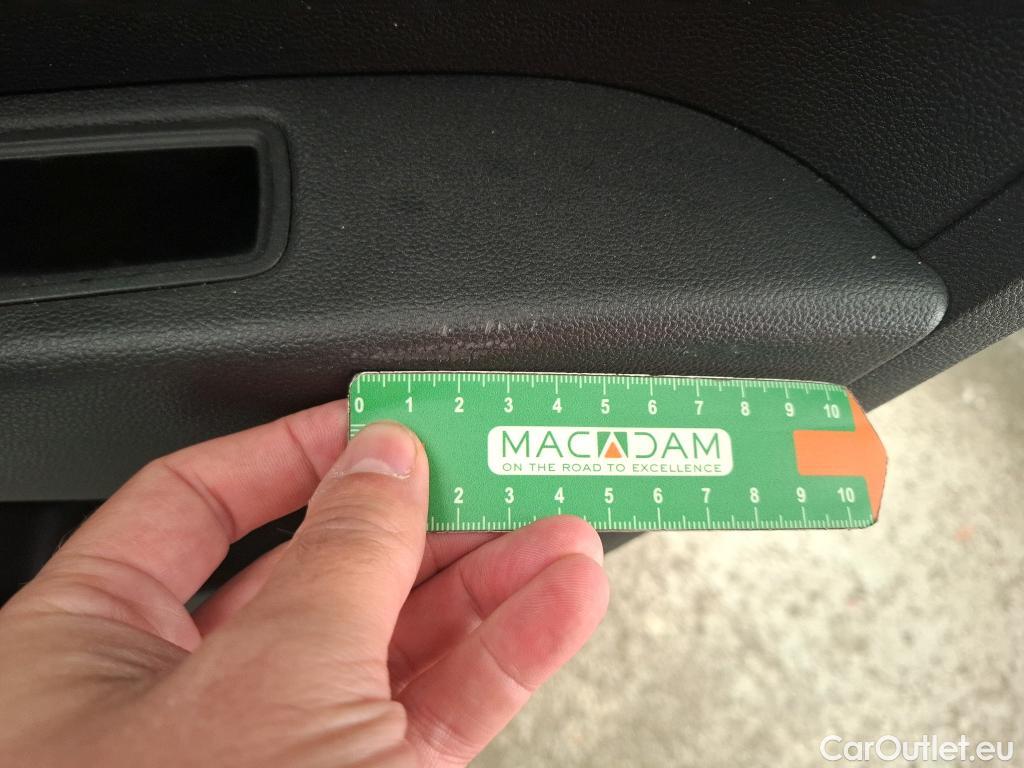 0 1 2 3 4 5 6 7 8 9 10
MACADAM
ON THE ROAD TO EXCELLENCE
2 3 4 5 6 7 8 9 10
CarOutlet.eu